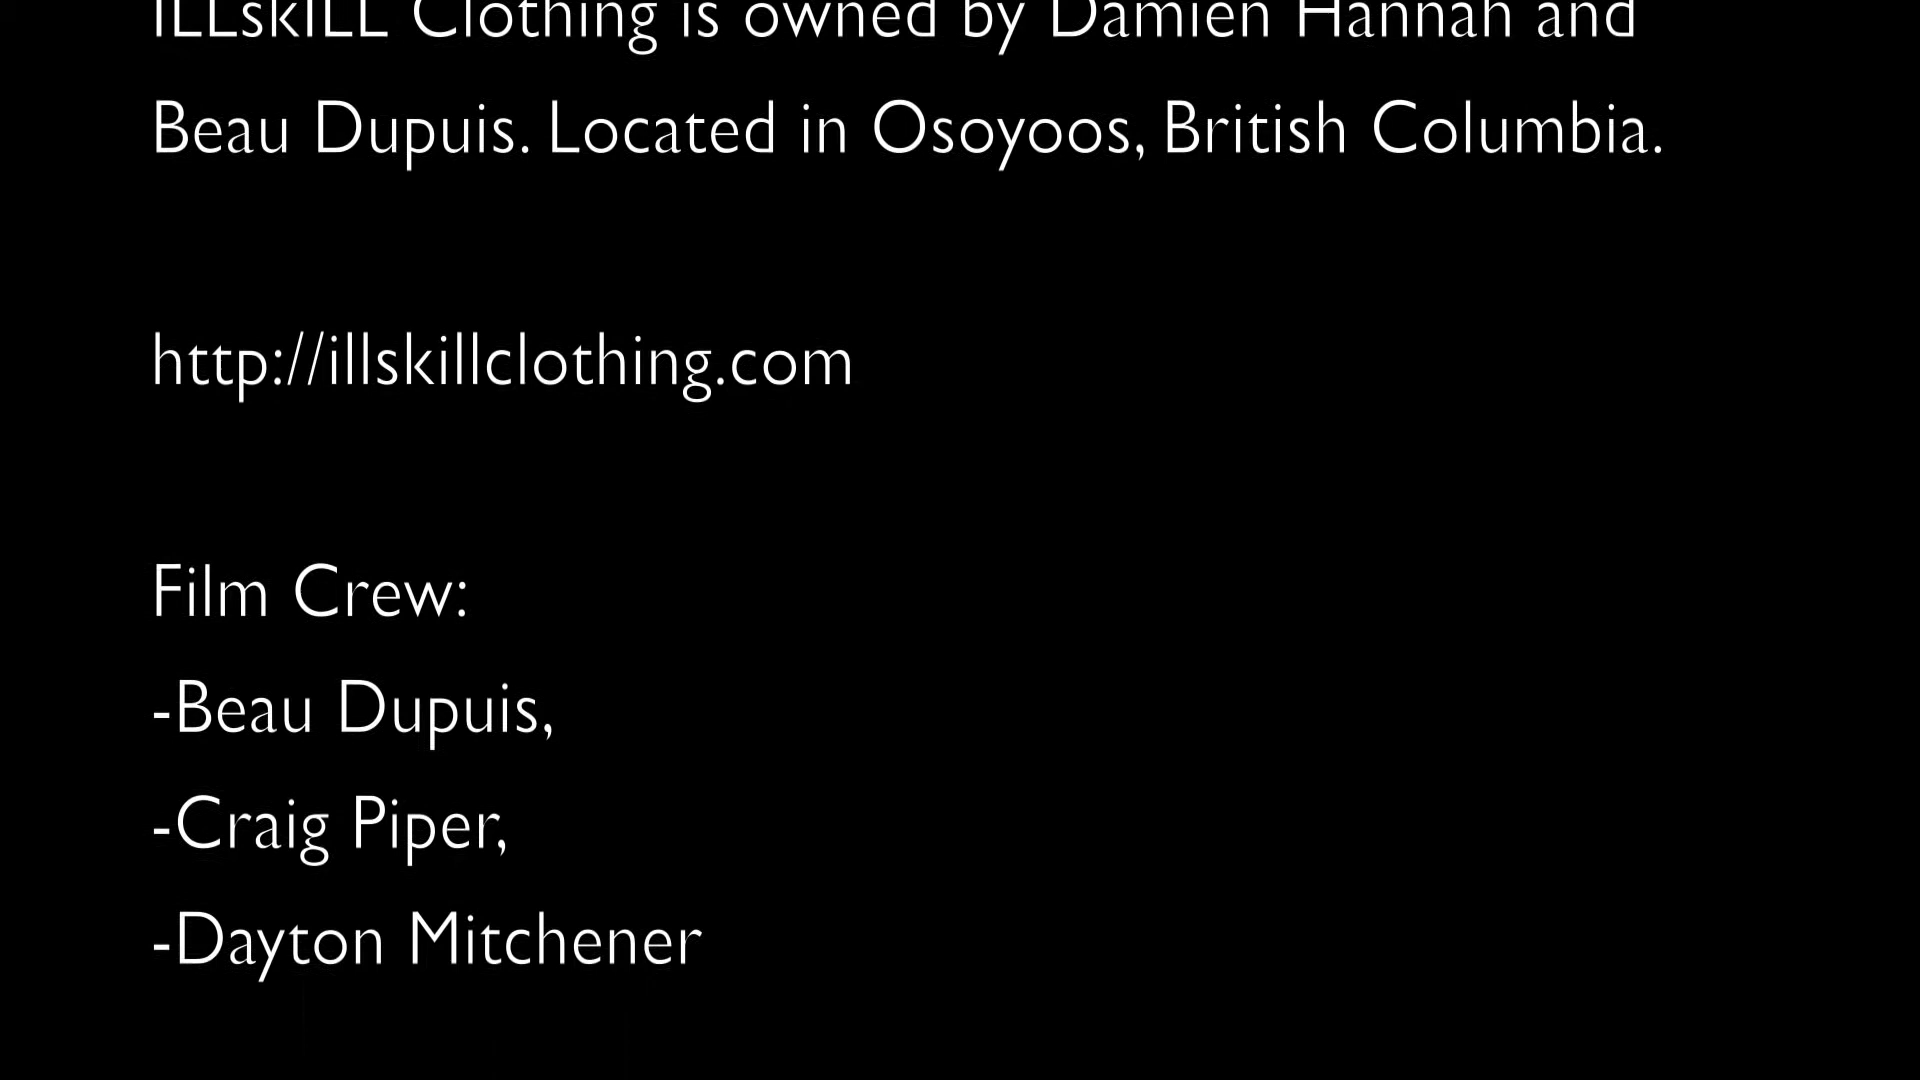 ILLskILL Clothing is owned by Damien Hannah and
Beau Dupuis. Located in Osoyoos, British Columbia.
http://illskillclothing.com
Film Crew:
-Beau Dupuis,
-Craig Piper,
-Dayton Mitchener